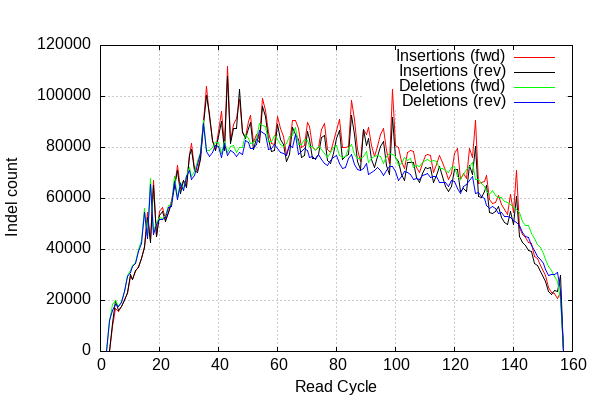 120000
Insertions (fwd)
Insertions (rev)
Deletions (fwd)
Deletions (rev)
100000
80000
60000
40000
20000
0
Indel count
0 20 40 60 80 100 120 140 160
Read Cycle